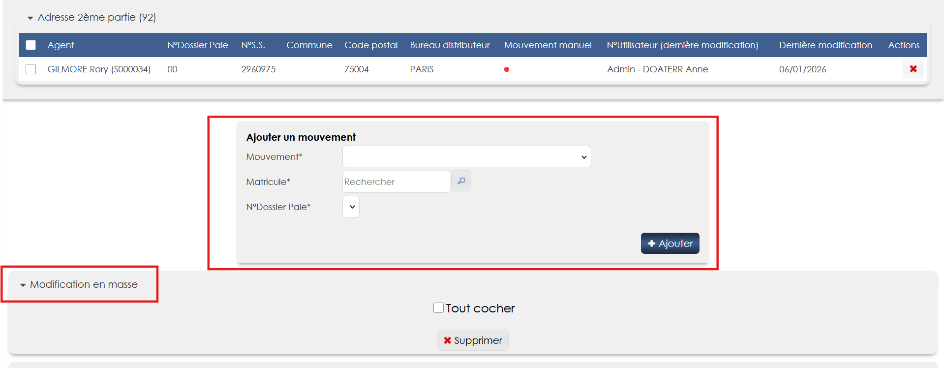 Adresse 2ème partie (92)
Agent N°Dossier Paie N°S.S. Commune Code postal Bureau distributeur Mouvement manuel N°Utilisateur (dernière modification) Dernière modification Actions
GILMORE Rory (S000034) 00 2960975 75004 PARIS Admin - DOATERR Anne 06/01/2026
Ajouter un mouvement
Mouvement*
Matricule* Rechercher
N°Dossier Paie*
Ajouter
Modification en masse
Tout cocher
Supprimer